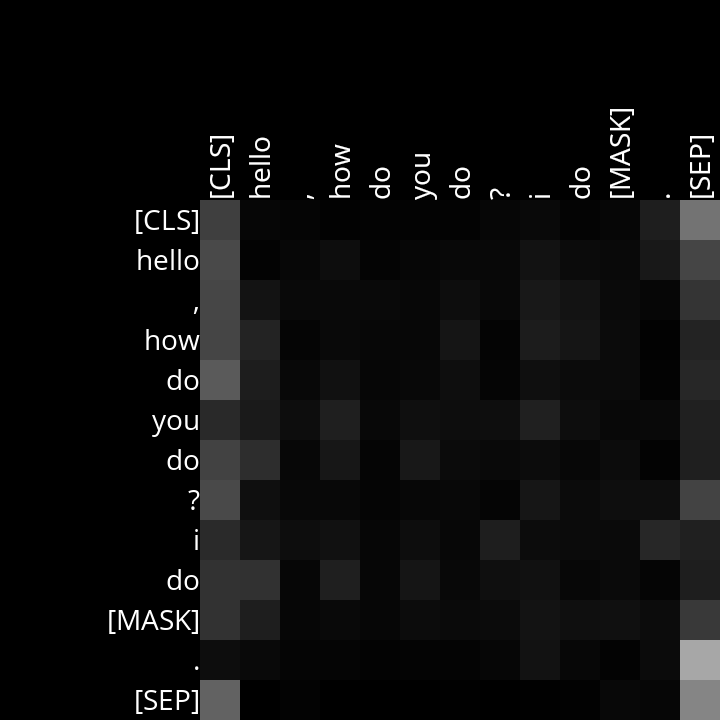 [CLS] hello , how do you do ? i do [MASK] . [SEP]
[CLS]
hello
,
how
do
you
do
?
i
do
[MASK]
.
[SEP]